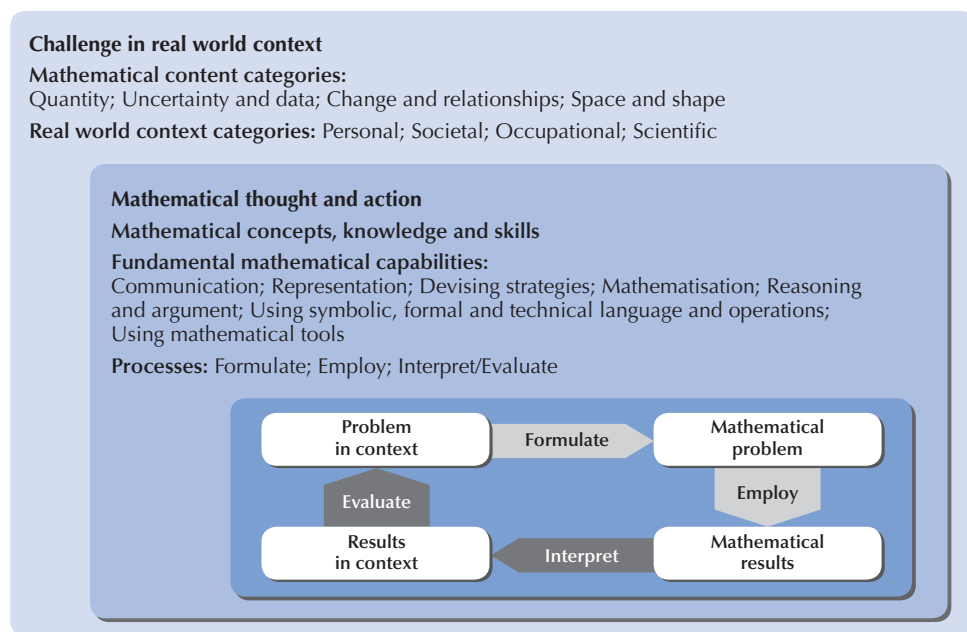 Challenge in real world context
Mathematical content categories:
Quantity; Uncertainty and data; Change and relationships; Space and shape
Real world context categories: Personal; Societal; Occupational; Scientific
Mathematical thought and action
Mathematical concepts, knowledge and skills
Fundamental mathematical capabilities:
Communication; Representation; Devising strategies; Mathematisation; Reasoning
and argument; Using symbolic, formal and technical language and operations;
Using mathematical tools
Processes: Formulate; Employ; Interpret/Evaluate
Problem
in context
Formulate
Mathematical
problem
Evaluate
Employ
Results
in context
Interpret
Mathematical
results